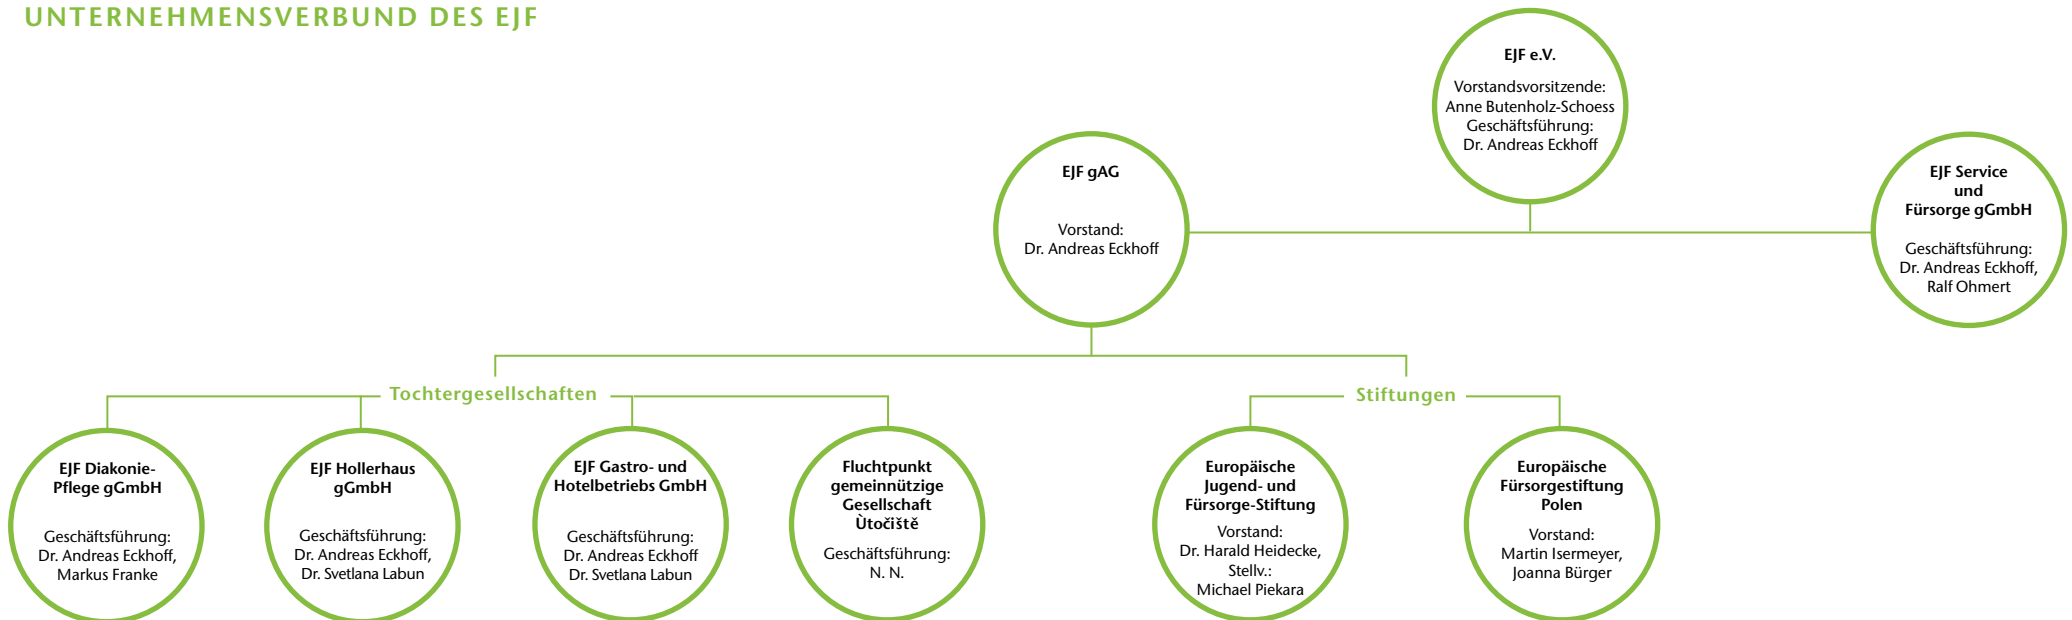 UNTERNEHMENSVERBUND DES EJF
EJF e.V.
Vorstandsvorsitzende:
Anne Butenholz-Schoess
Geschäftsführung:
Dr. Andreas Eckhoff
EJF gAG
Vorstand:
Dr. Andreas Eckhoff
EJF Service
und
Fürsorge gGmbH
Geschäftsführung:
Dr. Andreas Eckhoff,
Ralf Ohmert
Tochtergesellschaften
Stiftungen
EJF Diakonie-
Pflege gGmbH
Geschäftsführung:
Dr. Andreas Eckhoff,
Markus Franke
EJF Hollerhaus
gGmbH
Geschäftsführung:
Dr. Andreas Eckhoff,
Dr. Svetlana Labun
EJF Gastro- und
Hotelbetriebs GmbH
Geschäftsführung:
Dr. Andreas Eckhoff
Dr. Svetlana Labun
Fluchtpunkt
gemeinnützige
Gesellschaft
Ùtočiště
Geschäftsführung:
N. N.
Europäische
Jugend- und
Fürsorge-Stiftung
Vorstand:
Dr. Harald Heidecke,
Stellv.:
Michael Piekara
Europäische
Fürsorgestiftung
Polen
Vorstand:
Martin Isermeyer,
Joanna Bürger